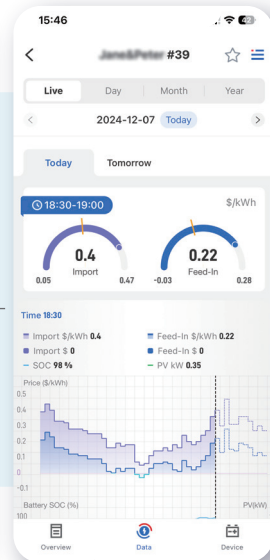 15:46
#39
Live Day Month Year
2024-12-07 Today
Today Tomorrow
18:30-19:00 $/kWh
0.4 0.22
Import Feed-In
0.05 0.47 -0.03 0.28
Time 18:30
Import $/kWh 0.4 Feed-In $/kWh 0.22
Import $ 0 Feed-In $ 0
SOC 98 % PV kW 0.35
Price ($/kWh)
0.5
0.4
0.3
0.2
0.1
0
-0.1
Battery SOC (%) PV(kW)
100
Overview Data Device